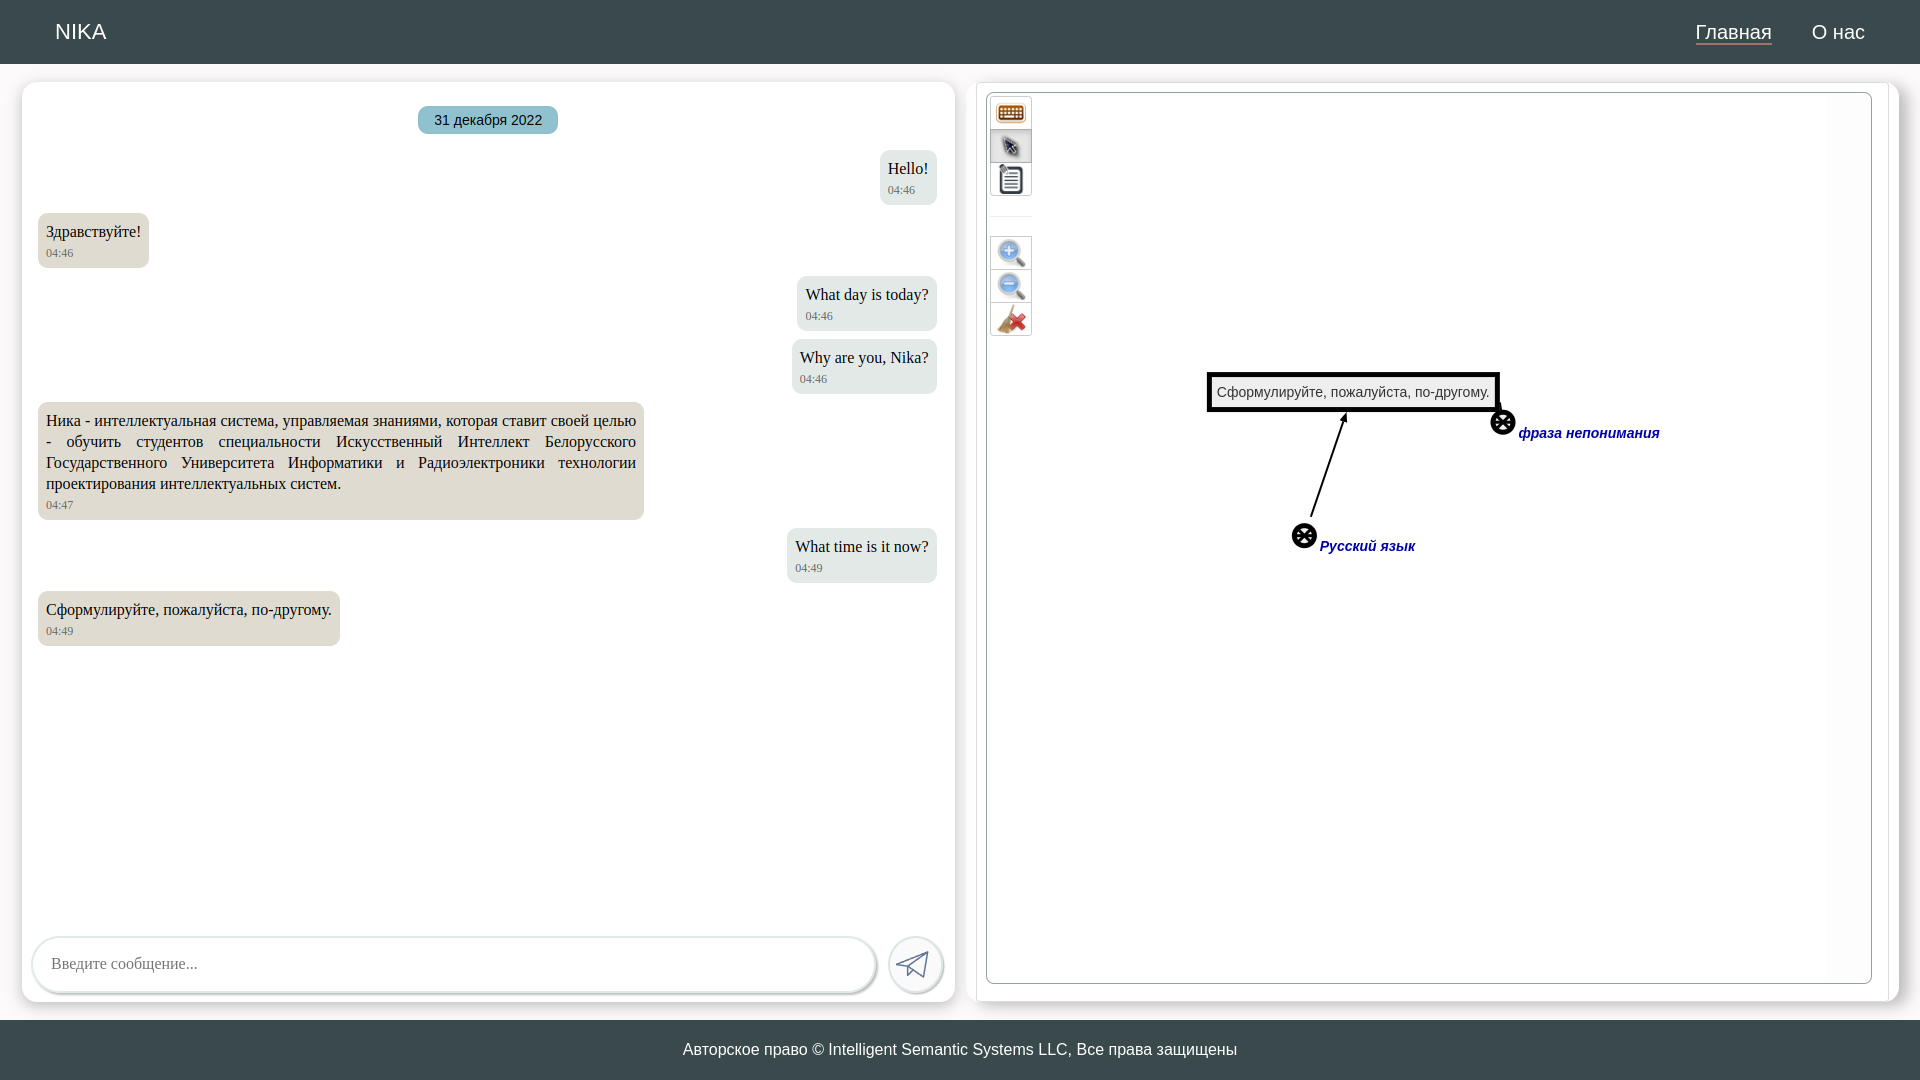 NIKA
Главная
О нас
31 декабря 2022
Hello!
04:46
Здравствуйте!
04:46
What day is today?
04:46
Why are you, Nika?
04:46
Ника - интеллектуальная система, управляемая знаниями, которая ставит своей целью
- обучить студентов специальности Искусственный Интеллект Белорусского
Государственного Университета Информатики и Радиоэлектроники технологии
проектирования интеллектуальных систем.
04:47
What time is it now?
04:49
Сформулируйте, пожалуйста, по-другому.
04:49
Введите сообщение...
Сформулируйте, пожалуйста, по-другому.
фраза непонимания
Русский язык
Авторское право © Intelligent Semantic Systems LLC, Все права защищены